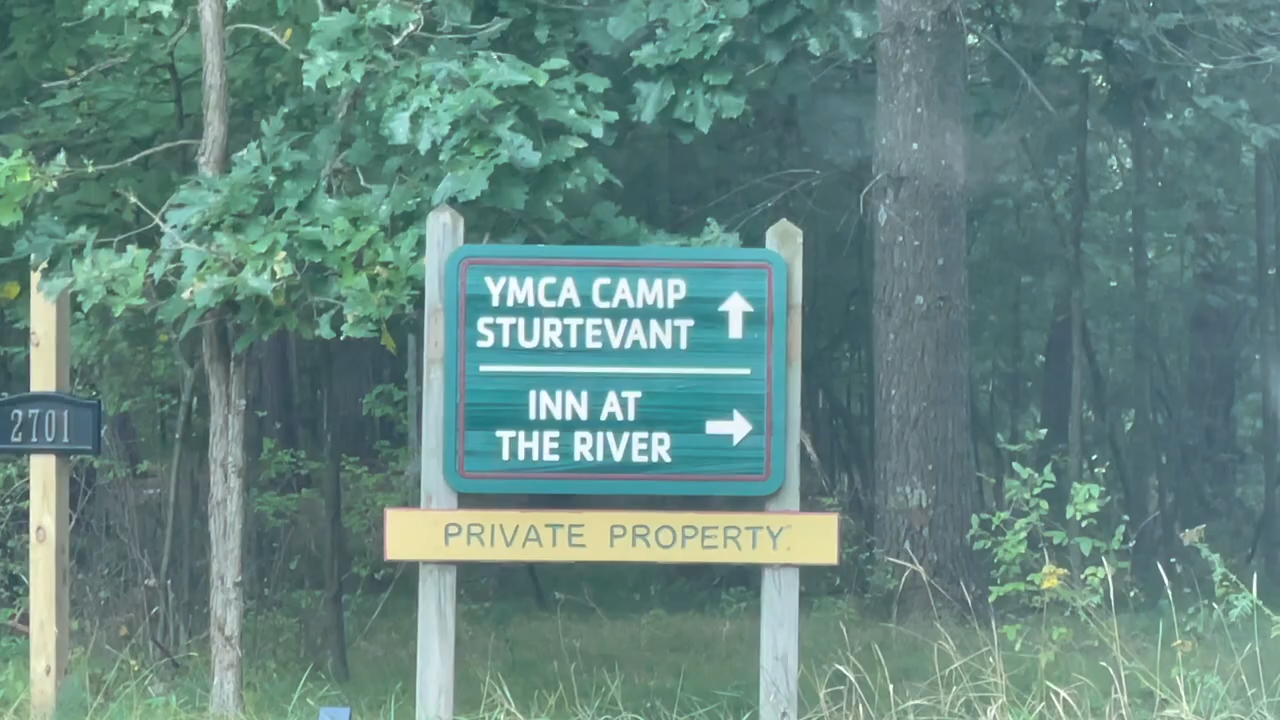 YMCA CAMP
STURTEVANT
INN AT
THE RIVER
2701
PRIVATE PROPERTY